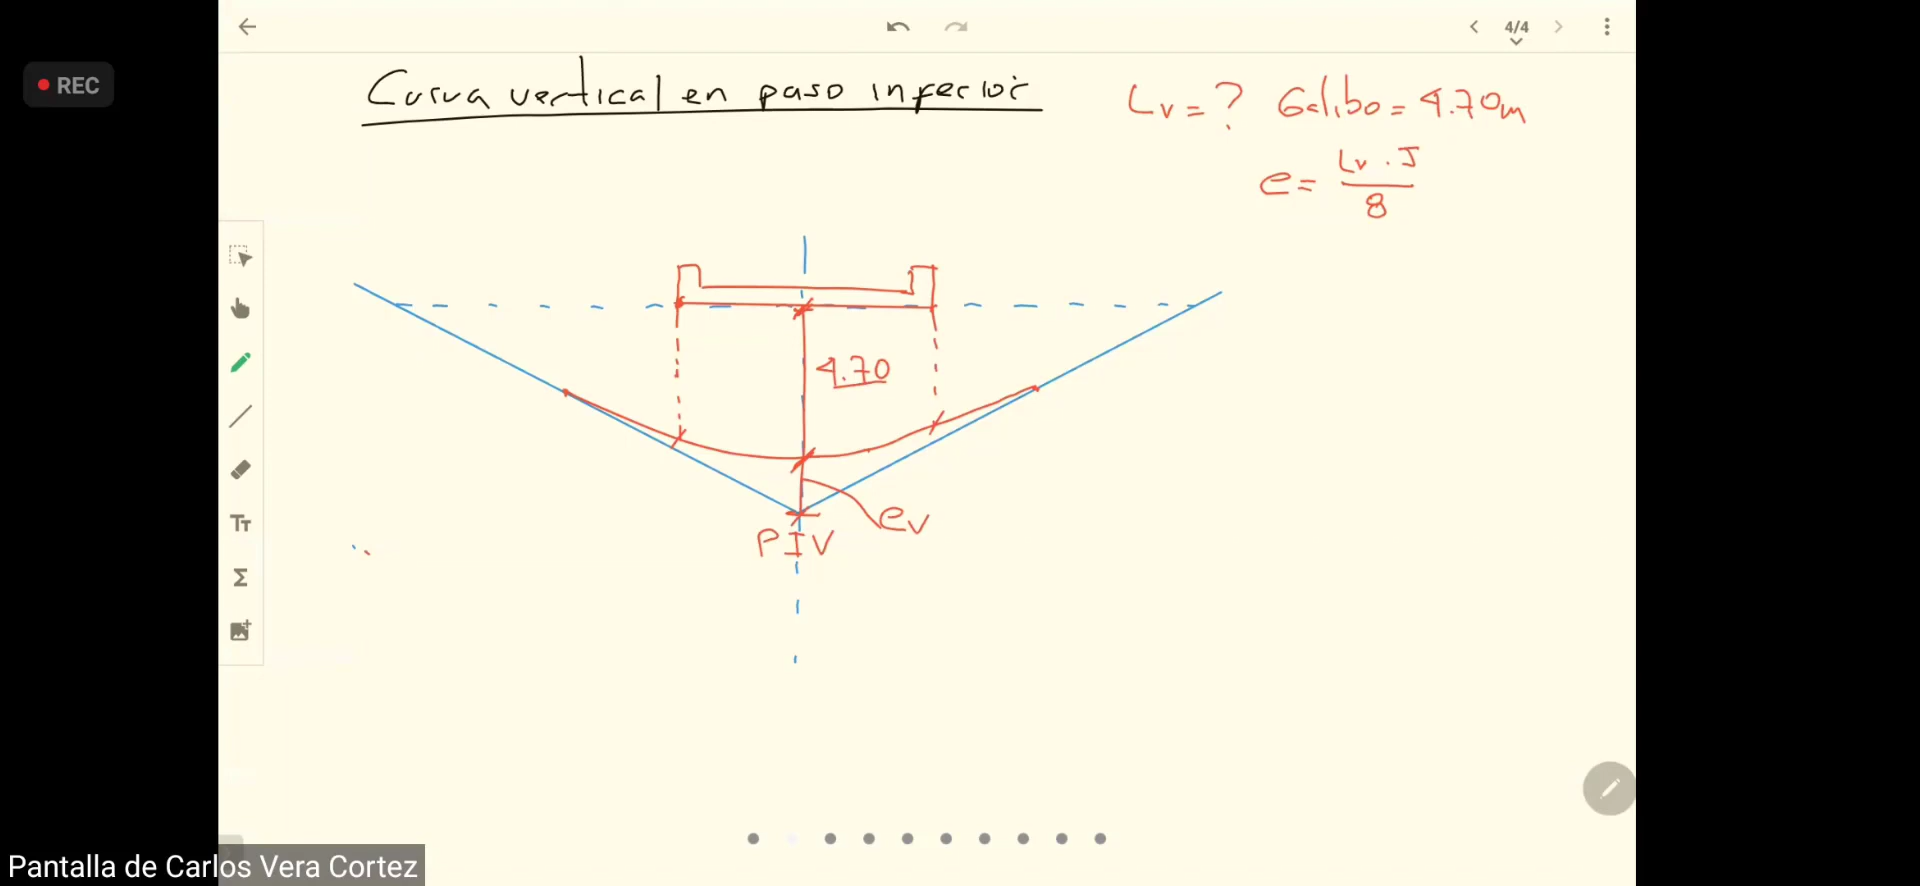 4/4
REC
Curva vertical en paso inferior
Lv = ? Galibo = 4.70m
e = Lv . J
8
4.70
ev
PIV
Tт
Σ
Pantalla de Carlos Vera Cortez